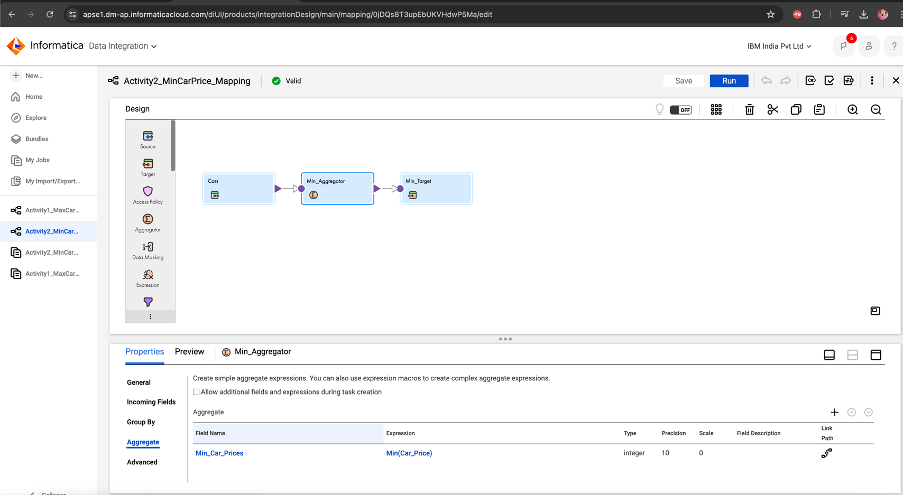 apse1.dm-ap.informaticacloud.com/diUI/products/integrationDesign/main/mapping/0jDQs8T3upEbUKVHdwP5Ma/edit
Informatica Data Integration
IBM India Pvt Ltd
6
?
New...
Home
Explore
Bundles
My Jobs
My Import/Export...
Activity1_MaxCar...
Activity2_MinCar...
Activity2_MinCar...
Activity1_MaxCar...
Activity2_MinCarPrice_Mapping
Valid
Save
Run
Design
OFF
Source
Target
Access Policy
Aggregator
Data Masking
Expression
Cars
Min_Aggregator
Min_Target
Properties
Preview
Min_Aggregator
General
Incoming Fields
Group By
Aggregate
Advanced
Create simple aggregate expressions. You can also use expression macros to create complex aggregate expressions.
Allow additional fields and expressions during task creation
Aggregate
Field Name Expression Type Precision Scale Field Description Link Path
Min_Car_Prices Min(Car_Price) integer 10 0